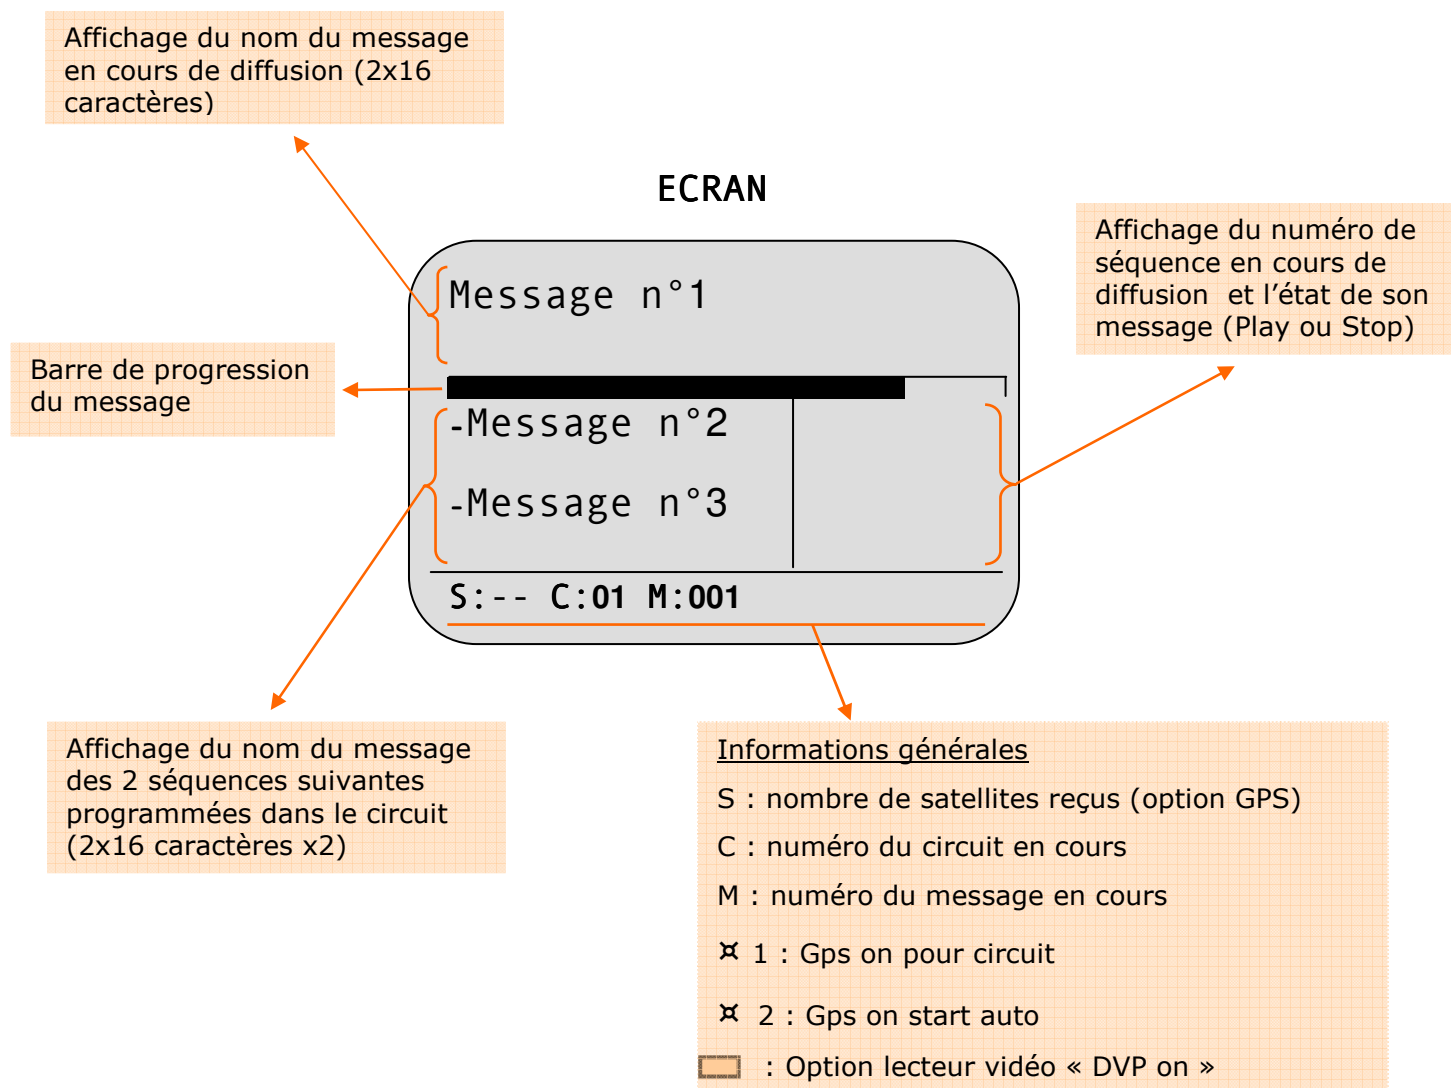 Affichage du nom du message
en cours de diffusion (2x16
caractères)
ECRAN
Affichage du numéro de
séquence en cours de
diffusion  et l’état de son
message (Play ou Stop)
Message n°1
Barre de progression
du message
-Message n°2
-Message n°3
S:-- C:01 M:001
Affichage du nom du message
des 2 séquences suivantes
programmées dans le circuit
(2x16 caractères x2)
Informations générales
S : nombre de satellites reçus (option GPS)
C : numéro du circuit en cours
M : numéro du message en cours
¤ 1 : Gps on pour circuit
¤ 2 : Gps on start auto
: Option lecteur vidéo « DVP on »